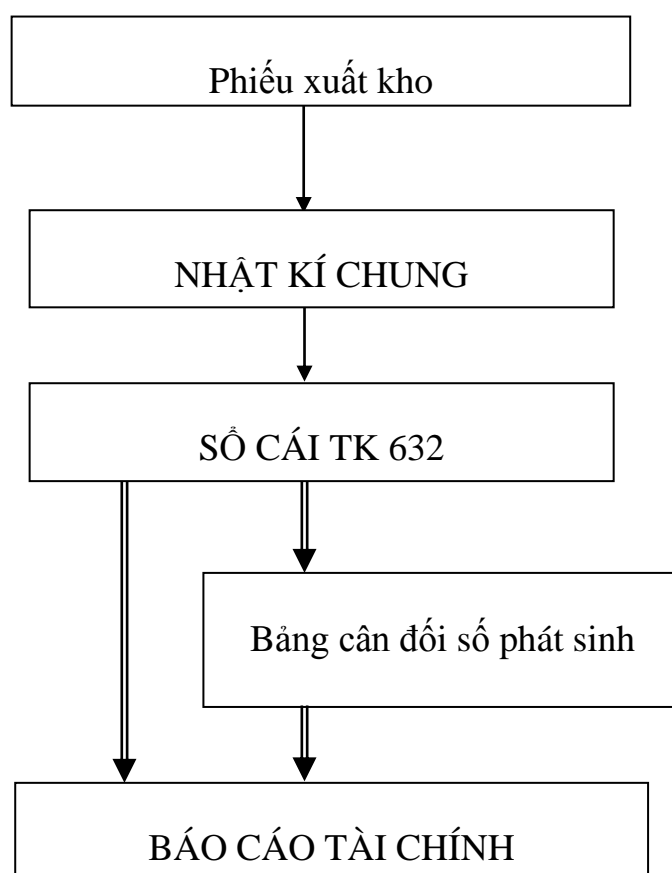 Phiếu xuất kho
NHẬT KÍ CHUNG
SỔ CÁI TK 632
Bảng cân đối số phát sinh
BÁO CÁO TÀI CHÍNH